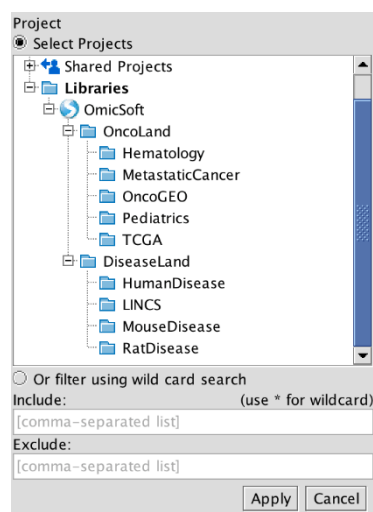 Project
Select Projects
Shared Projects
Libraries
OmicSoft
OncoLand
Hematology
MetastaticCancer
OncoGEO
Pediatrics
TCGA
DiseaseLand
HumanDisease
LINCS
MouseDisease
RatDisease
Or filter using wild card search
Include: (use * for wildcard)
[comma-separated list]
Exclude:
[comma-separated list]
Apply Cancel